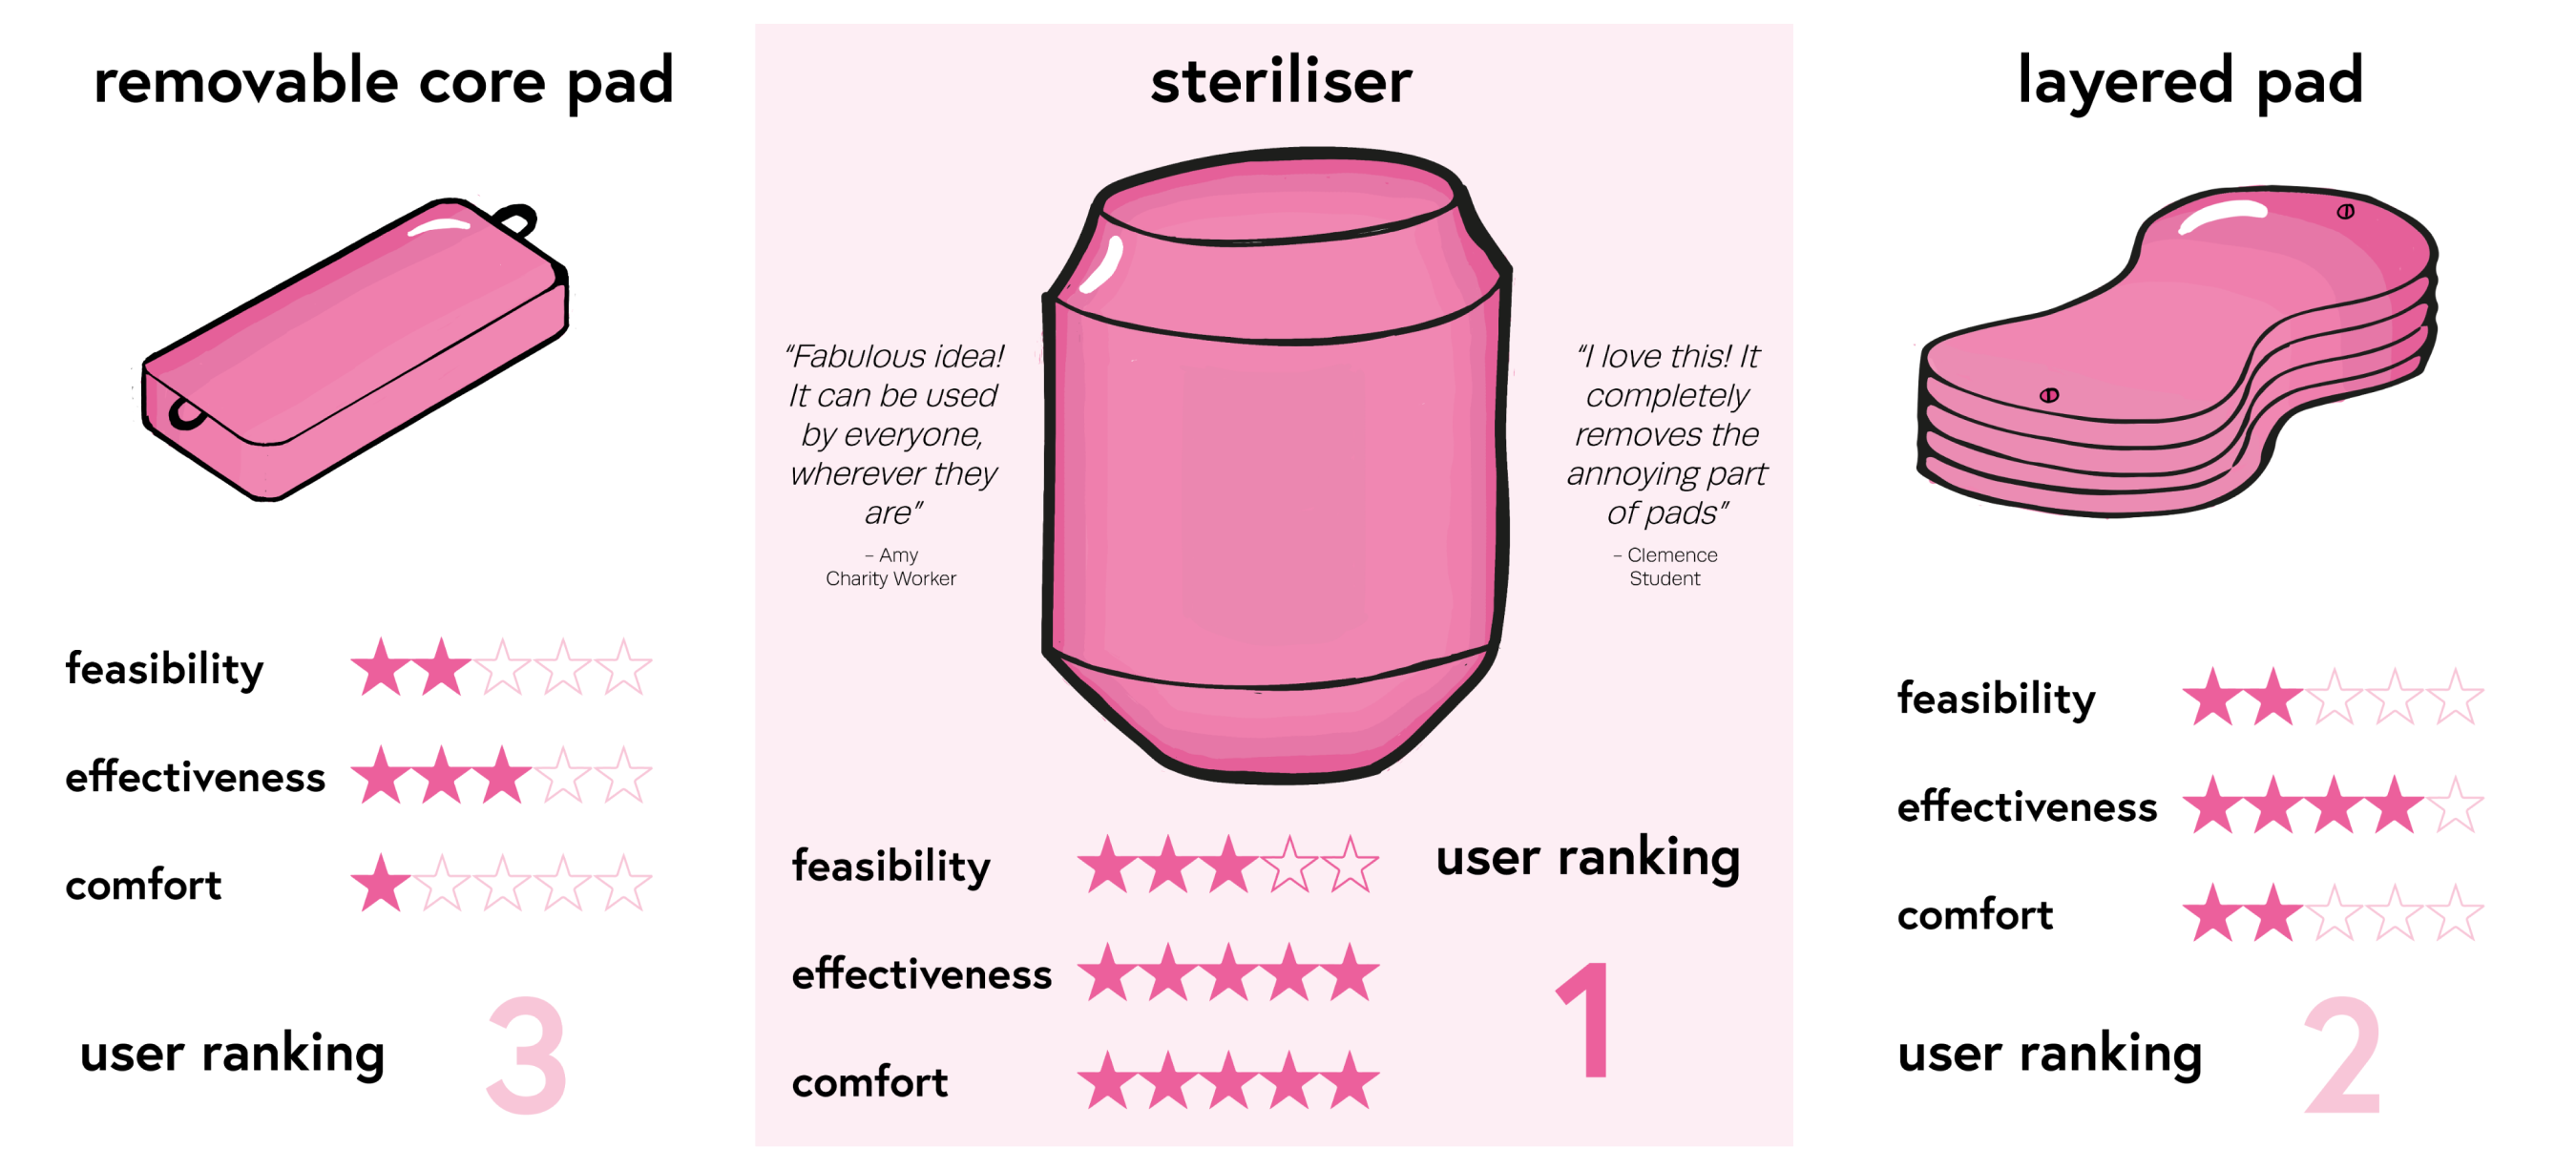 removable core pad
feasibility
effectiveness
comfort
user ranking
3
steriliser
“Fabulous idea!
It can be used
by everyone,
wherever they
are”
– Amy
Charity Worker
“I love this! It
completely
removes the
annoying part
of pads”
– Clemence
Student
feasibility
effectiveness
comfort
user ranking
1
layered pad
feasibility
effectiveness
comfort
user ranking
2